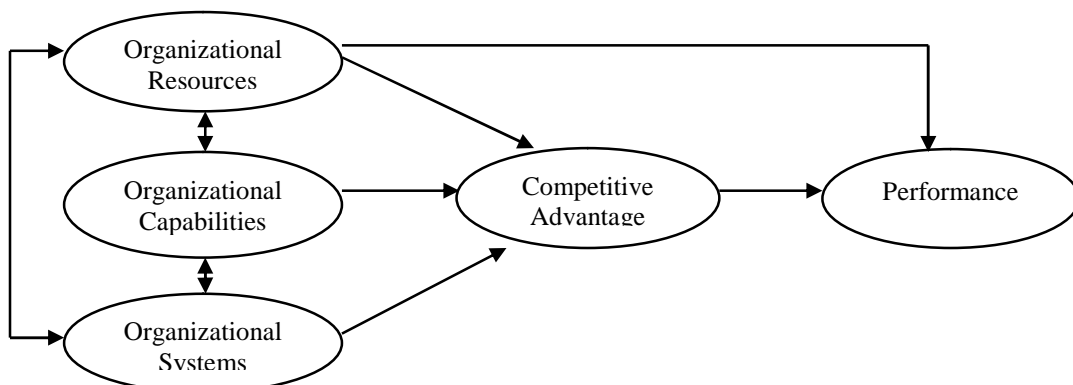 Organizational
Resources
Organizational
Capabilities
Competitive
Advantage
Performance
Organizational
Systems